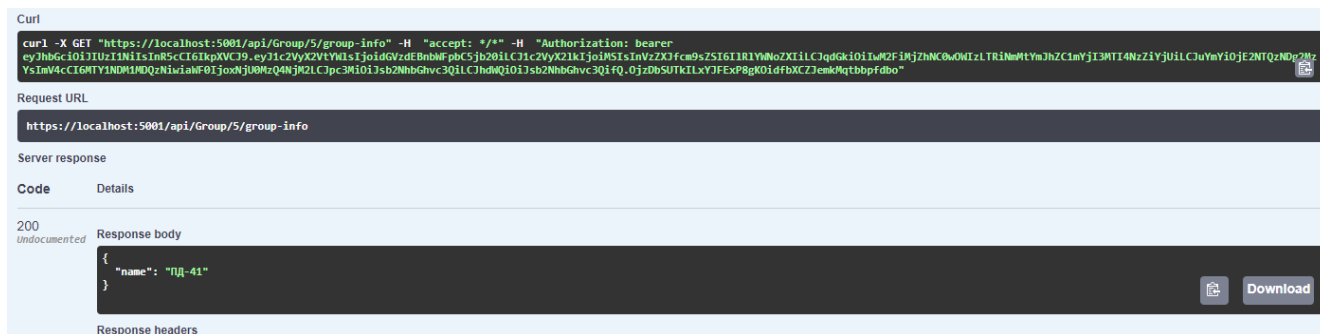 Curl
curl -X GET "https://localhost:5001/api/Group/5/group-info" -H "accept: */*" -H "Authorization: bearer
Request URL
https://localhost:5001/api/Group/5/group-info
Server response
Code Details
200
Undocumented
Response body
{
"name": "ПД-41"
}
Download
Response headers